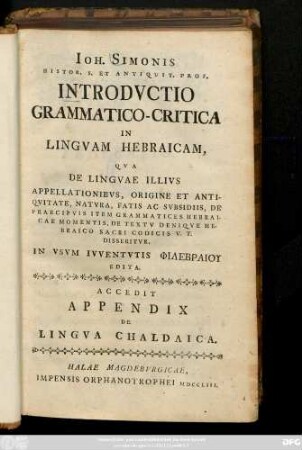 IOH. SIMONIS
HISTOR. S. ET ANTIQUIT. PROF.
INTRODVCTIO
GRAMMATICO-CRITICA
IN
LINGVAM HEBRAICAM,
QVA
DE LINGVAE ILLIVS
APPELLATIONIBVS, ORIGINE ET ANTI-
QVITATE, NATVRA, FATIS AC SVBSIDIIS, DE
PRAECIPVIS ITEM GRAMMATICES HEBRAI-
CAE MOMENTIS, DE TEXTV DENIQVE HE-
BRAICO SACRI CODICIS V. T.
DISSERITVR.
IN VSVM IVVENTVTIS ΦΙΛΕΒΡΑΙΟΥ
EDITA.
ACCEDIT
APPENDIX
DE
LINGVA CHALDAICA.
HALAE MAGDEBVRGICAE,
IMPENSIS ORPHANOTROPHEI MDCCLIII.